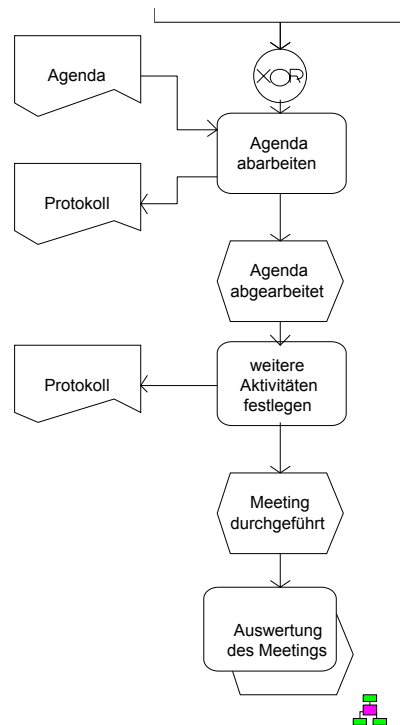 XOR
Agenda
Agenda
abarbeiten
Protokoll
Agenda
abgearbeitet
weitere
Aktivitäten
festlegen
Protokoll
Meeting
durchgeführt
Auswertung
des Meetings